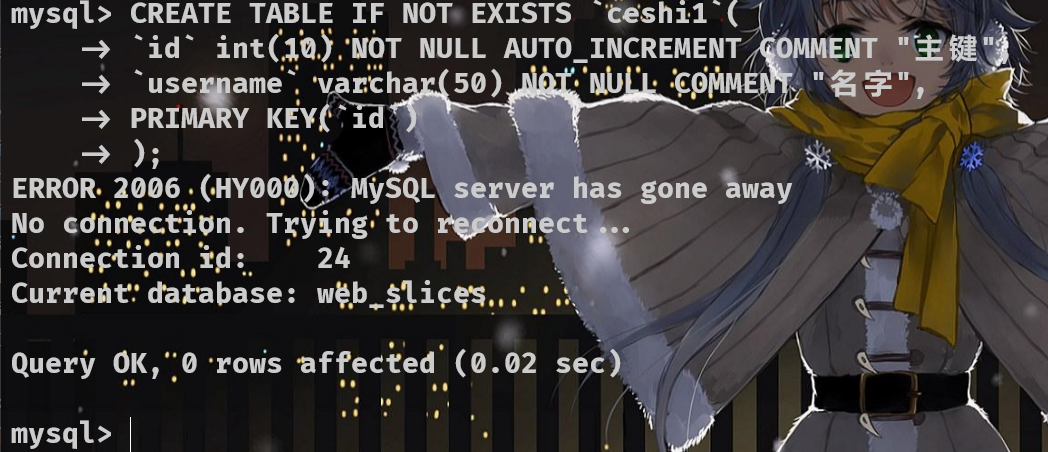 mysql> CREATE TABLE IF NOT EXISTS `ceshi1`(
    -> `id` int(10) NOT NULL AUTO_INCREMENT COMMENT "主键",
    -> `username` varchar(50) NOT NULL COMMENT "名字",
    -> PRIMARY KEY(`id`)
    -> );
ERROR 2006 (HY000): MySQL server has gone away
No connection. Trying to reconnect...
Connection id:    24
Current database: web_slices

Query OK, 0 rows affected (0.02 sec)

mysql>